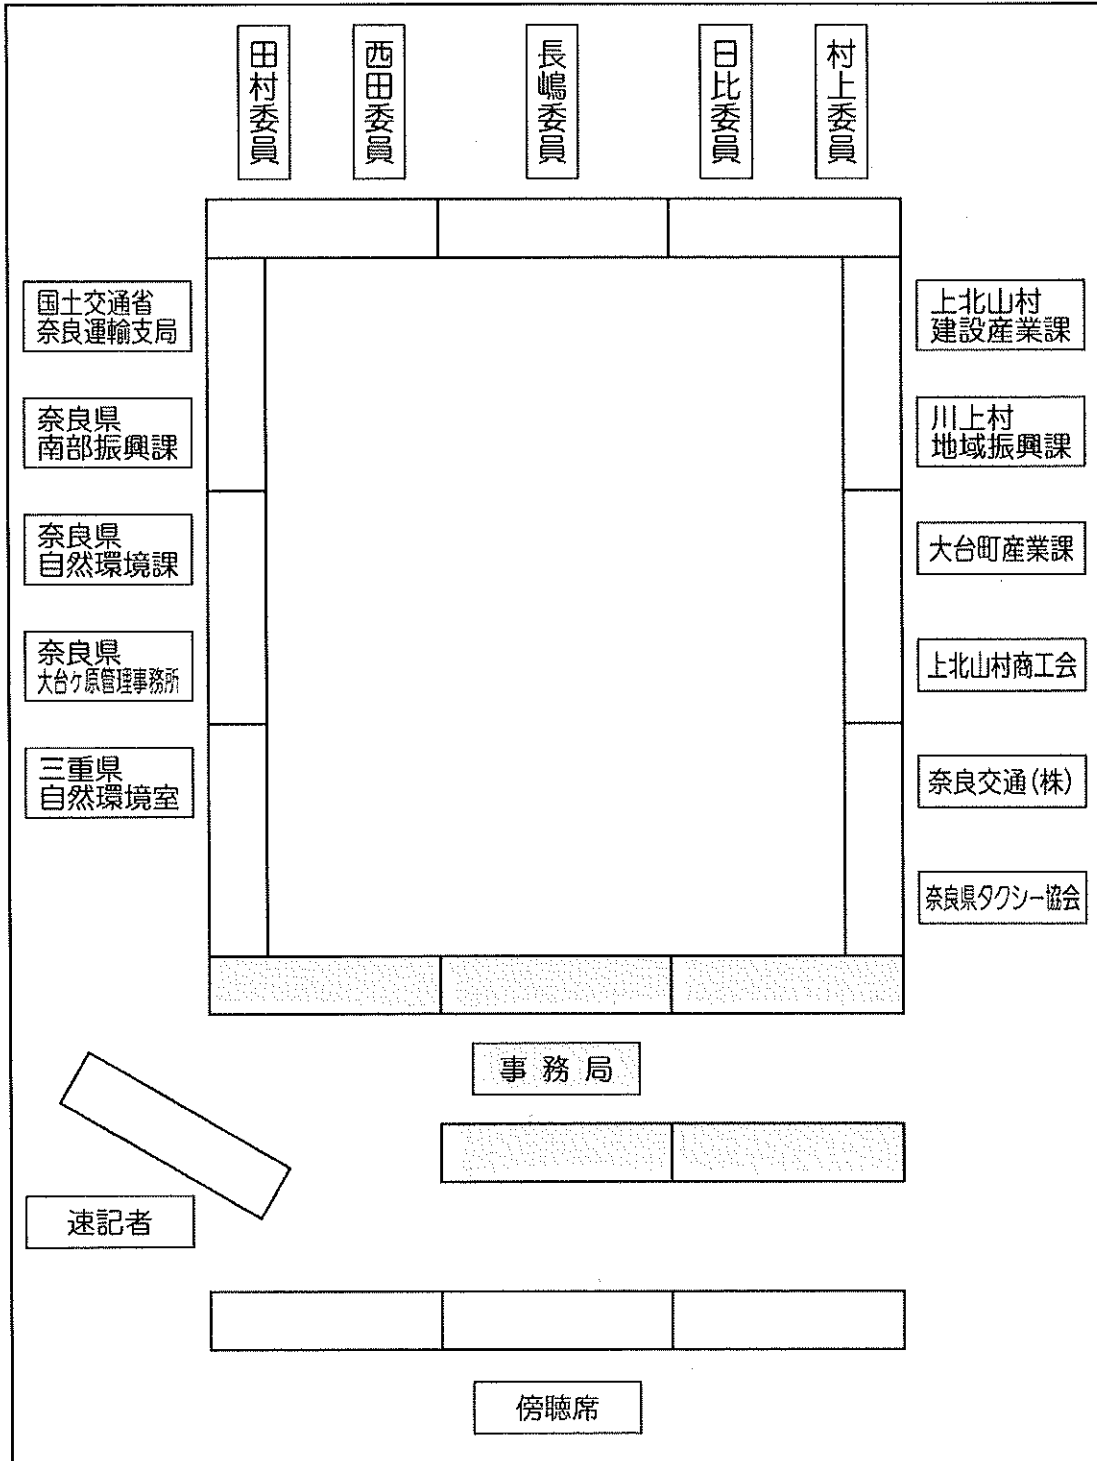 田村委員
西田委員
長嶋委員
日比委員
村上委員
国土交通省
奈良運輸支局
奈良県
南部振興課
奈良県
自然環境課
奈良県
大台ケ原管理事務所
三重県
自然環境室
上北山村
建設産業課
川上村
地域振興課
大台町産業課
上北山村商工会
奈良交通(株)
奈良県タクシー協会
事務局
速記者
傍聴席